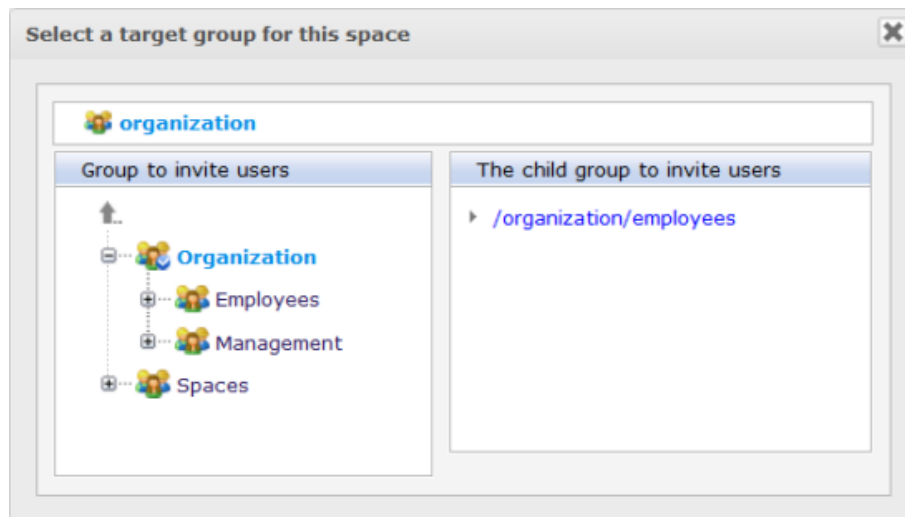 Select a target group for this space
organization
Group to invite users
Organization
Employees
Management
Spaces
The child group to invite users
/organization/employees